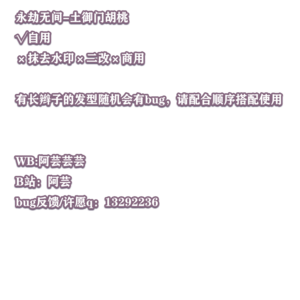 永劫无间-土御门胡桃
√自用
×抹去水印×二改×商用
有长辫子的发型随机会有bug，请配合顺序搭配使用
WB:阿芸芸芸
B站：阿芸
bug反馈/许愿q：13292236